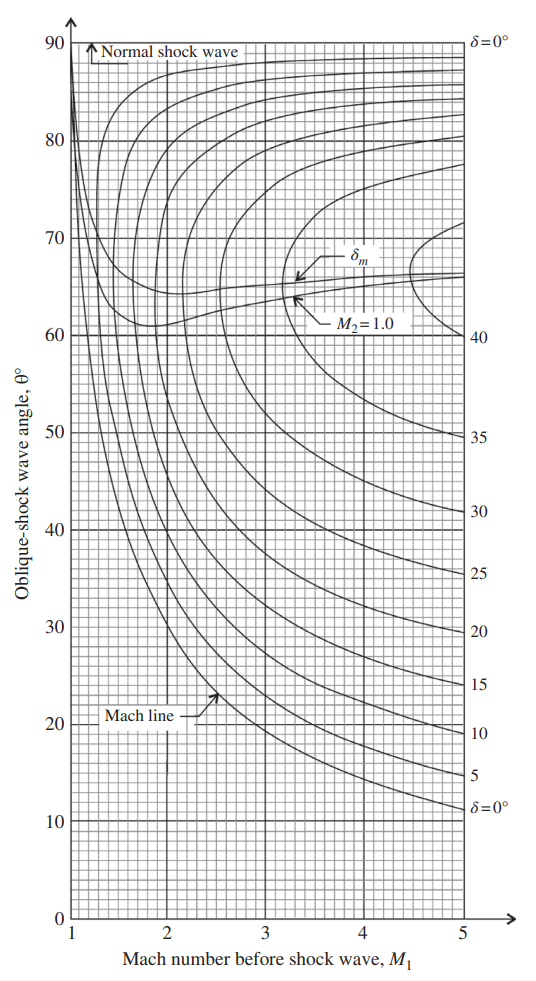 90
δ=0°
Normal shock wave
80
70
δm
M2=1.0
60
40
Oblique-shock wave angle, θ°
50
35
30
40
25
30
20
15
Mach line
20
10
5
δ=0°
10
0
1
2
3
4
5
Mach number before shock wave, M1